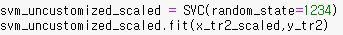 svm_uncustomized_scaled = SVC(random_state=1234)
svm_uncustomized_scaled.fit(x_tr2_scaled,y_tr2)